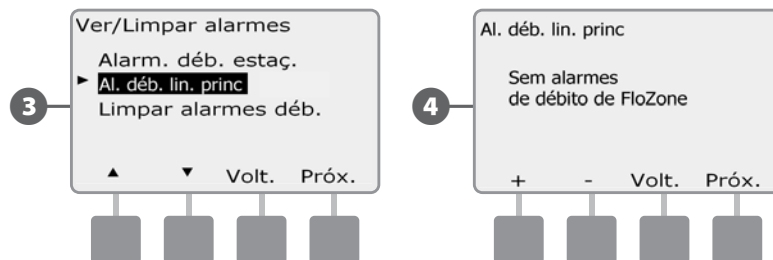 Ver/Limpar alarmes
Alarm. déb. estaç.
► Al. déb. lin. princ
Limpar alarmes déb.
3
▲ ▼ Volt. Próx.
Al. déb. lin. princ
Sem alarmes
de débito de FloZone
4
+ - Volt. Próx.